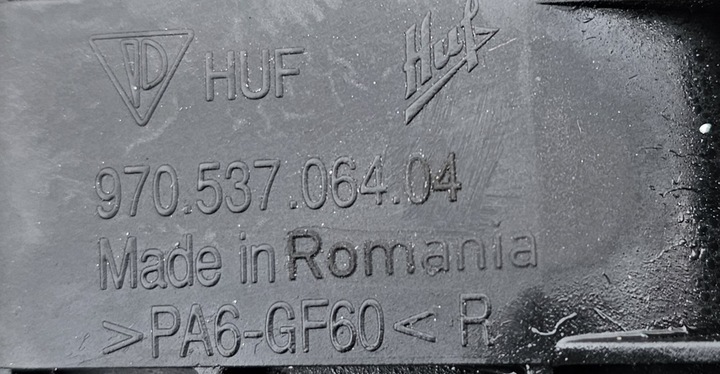 HUF Huf
970.537.064.04
Made in Romania
>PA6-GF60< R